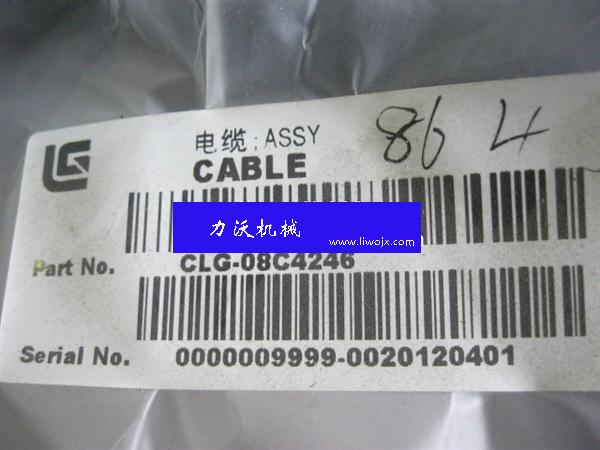 电缆;ASSY
CABLE
86 4
力沃机械
www.liwojx.com
Part No. CLG-08C4246
Serial No. 0000009999-0020120401